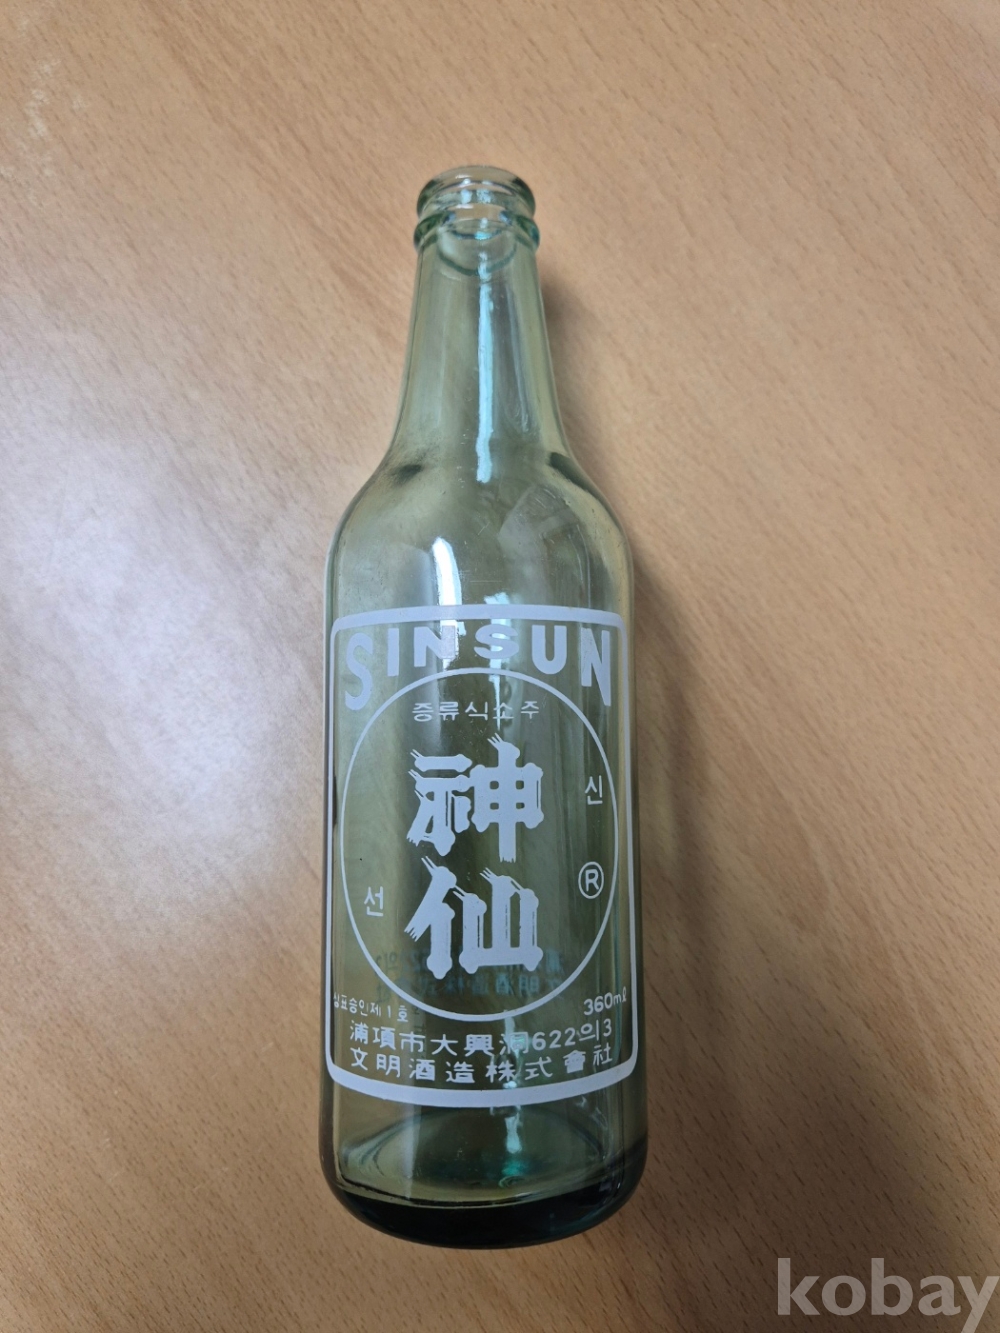 SINSUN
증류식소주
神仙
신
선
®
상표승인제1호
360mℓ
浦項市大興洞622의3
文明酒造株式會社
kobay